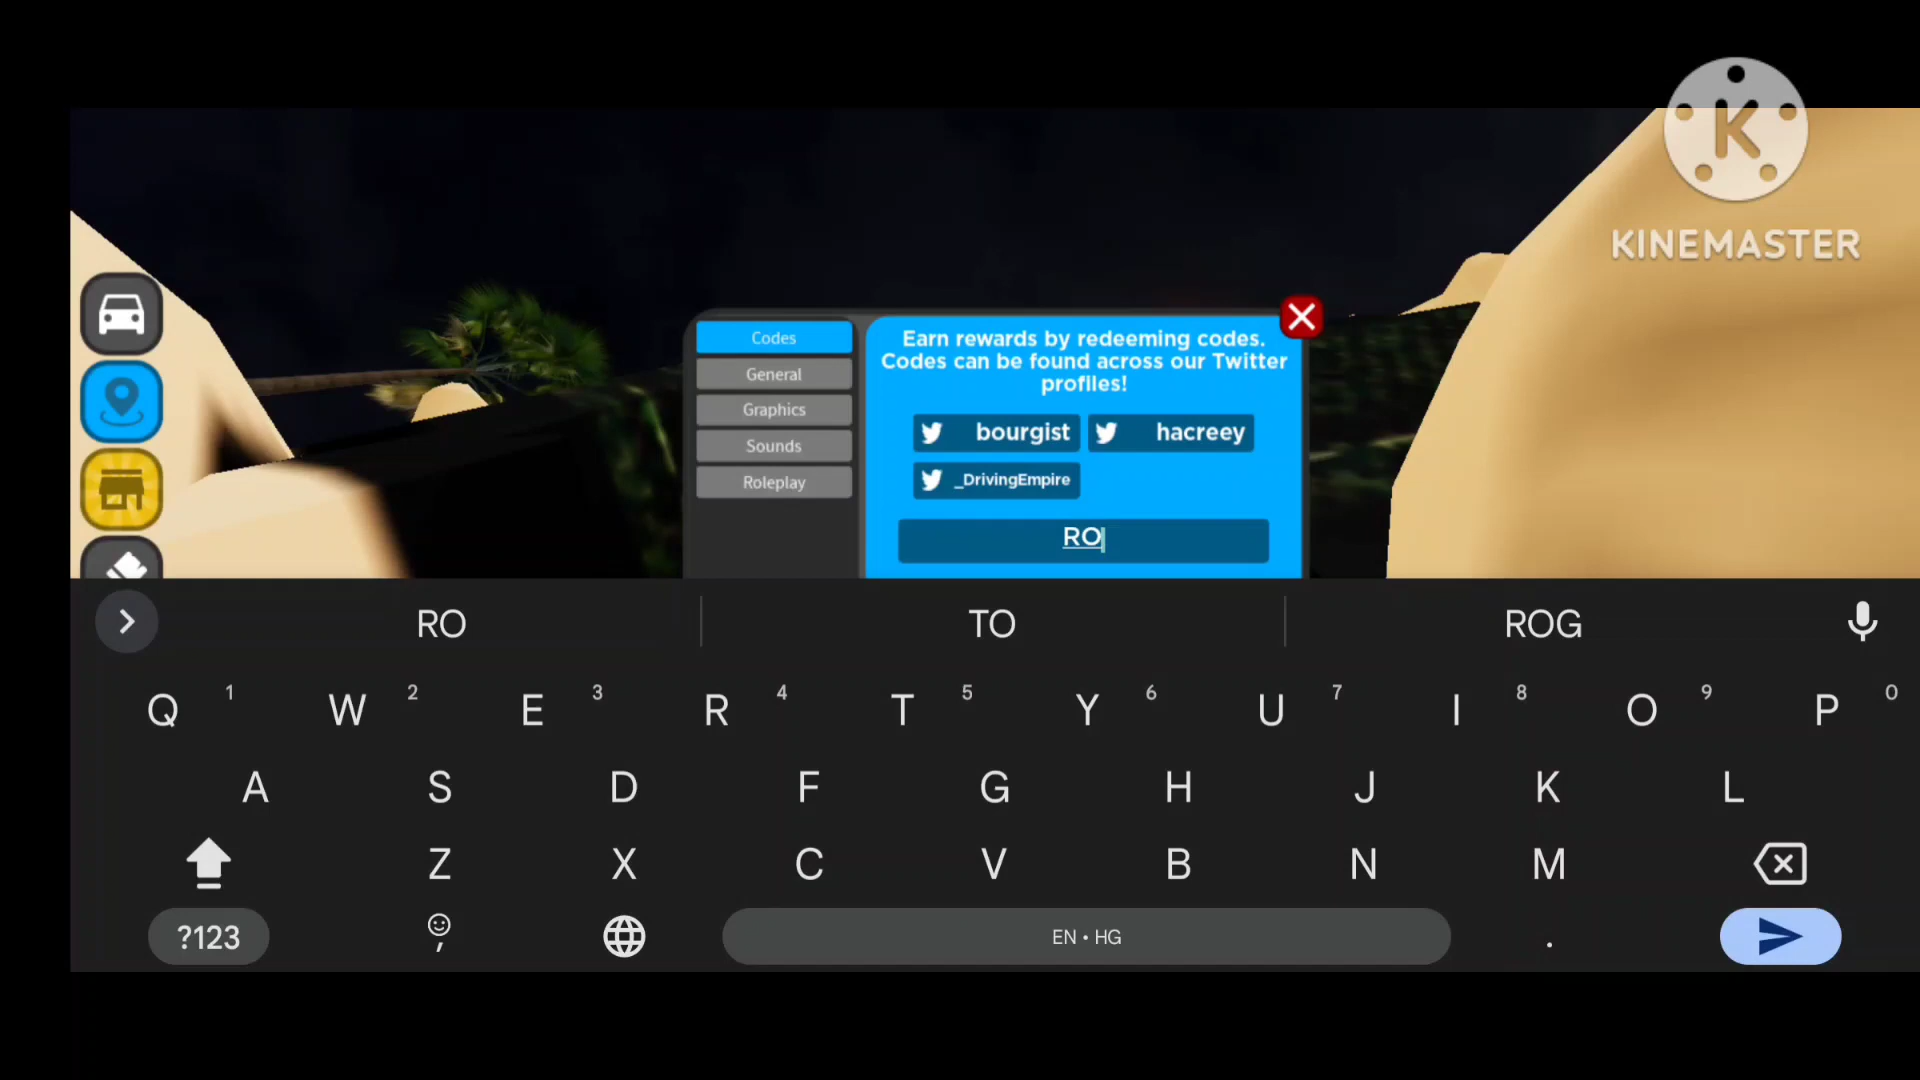 K
KINEMASTER
Codes
General
Graphics
Sounds
Roleplay
Earn rewards by redeeming codes.
Codes can be found across our Twitter
profiles!
bourgist
hacreey
_DrivingEmpire
RO
RO TO ROG
Q 1 W 2 E 3 R 4 T 5 Y 6 U 7 I 8 O 9 P 0
A S D F G H J K L
Z X C V B N M
?123 , EN • HG .